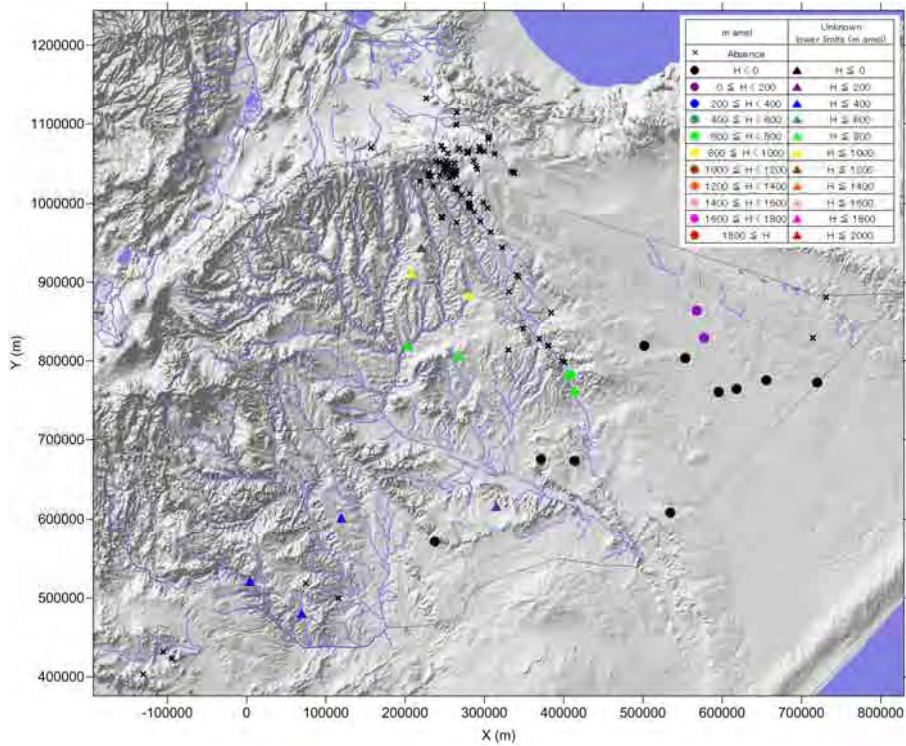 1200000
1100000
1000000
900000
800000
700000
600000
500000
400000
Y (m)
-100000 0 100000 200000 300000 400000 500000 600000 700000 800000
X (m)
m amsl Unknown lower limits (m amsl)
× Absence
H < 0 H ≦ 0
0 ≦ H < 200 H ≦ 200
200 ≦ H < 400 H ≦ 400
400 ≦ H < 600 H ≦ 600
600 ≦ H < 800 H ≦ 800
800 ≦ H < 1000 H ≦ 1000
1000 ≦ H < 1200 H ≦ 1200
1200 ≦ H < 1400 H ≦ 1400
1400 ≦ H < 1600 H ≦ 1600
1600 ≦ H < 1800 H ≦ 1800
1800 ≦ H H ≦ 2000